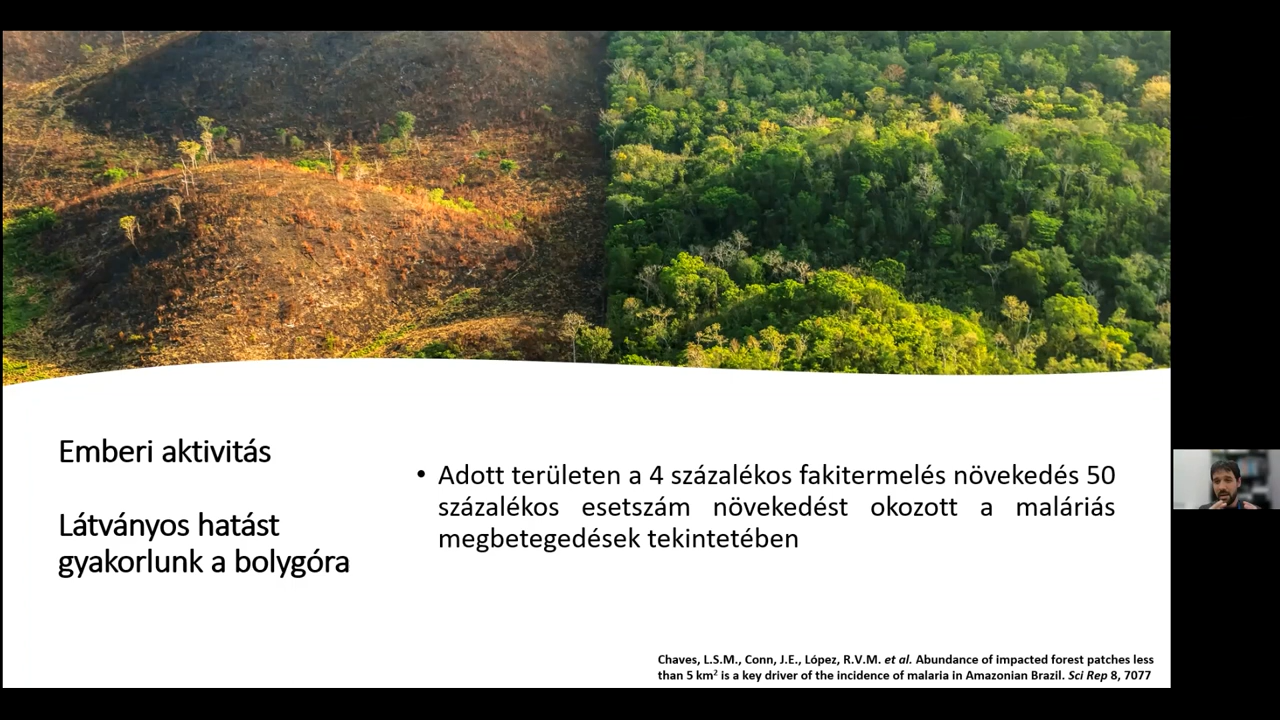 Emberi aktivitás
Látványos hatást
gyakorlunk a bolygóra
• Adott területen a 4 százalékos fakitermelés növekedés 50
százalékos esetszám növekedést okozott a maláriás
megbetegedések tekintetében
Chaves, L.S.M., Conn, J.E., López, R.V.M. et al. Abundance of impacted forest patches less
than 5 km² is a key driver of the incidence of malaria in Amazonian Brazil. Sci Rep 8, 7077